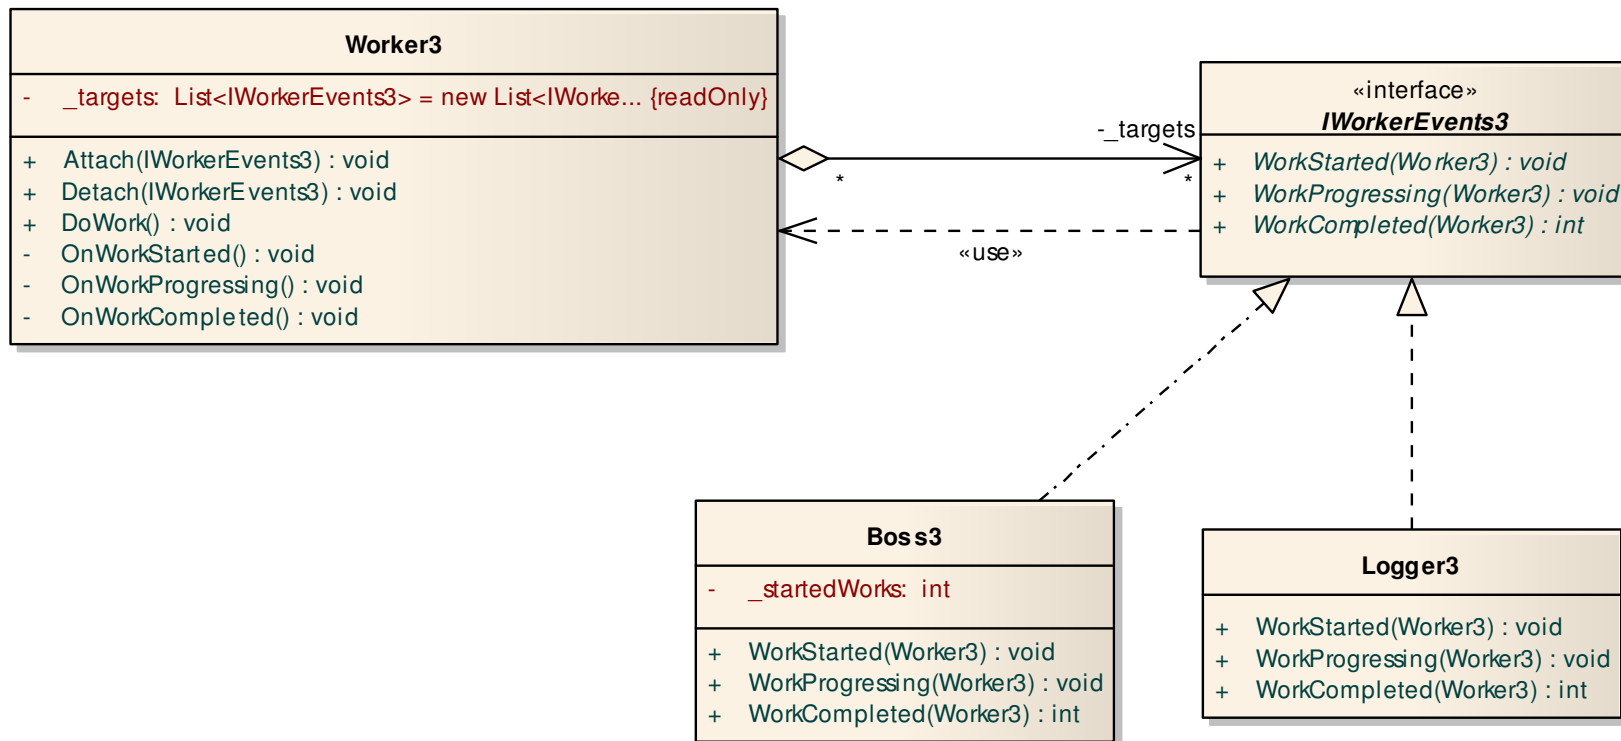 Worker3
- _targets: List<IWorkerEvents3> = new List<IWorke... {readOnly}
+ Attach(IWorkerEvents3) : void
+ Detach(IWorkerEvents3) : void
+ DoWork() : void
- OnWorkStarted() : void
- OnWorkProgressing() : void
- OnWorkCompleted() : void
-_targets
*
*
«use»
«interface»
IWorkerEvents3
+ WorkStarted(Worker3) : void
+ WorkProgressing(Worker3) : void
+ WorkCompleted(Worker3) : int
Boss3
- _startedWorks: int
+ WorkStarted(Worker3) : void
+ WorkProgressing(Worker3) : void
+ WorkCompleted(Worker3) : int
Logger3
+ WorkStarted(Worker3) : void
+ WorkProgressing(Worker3) : void
+ WorkCompleted(Worker3) : int